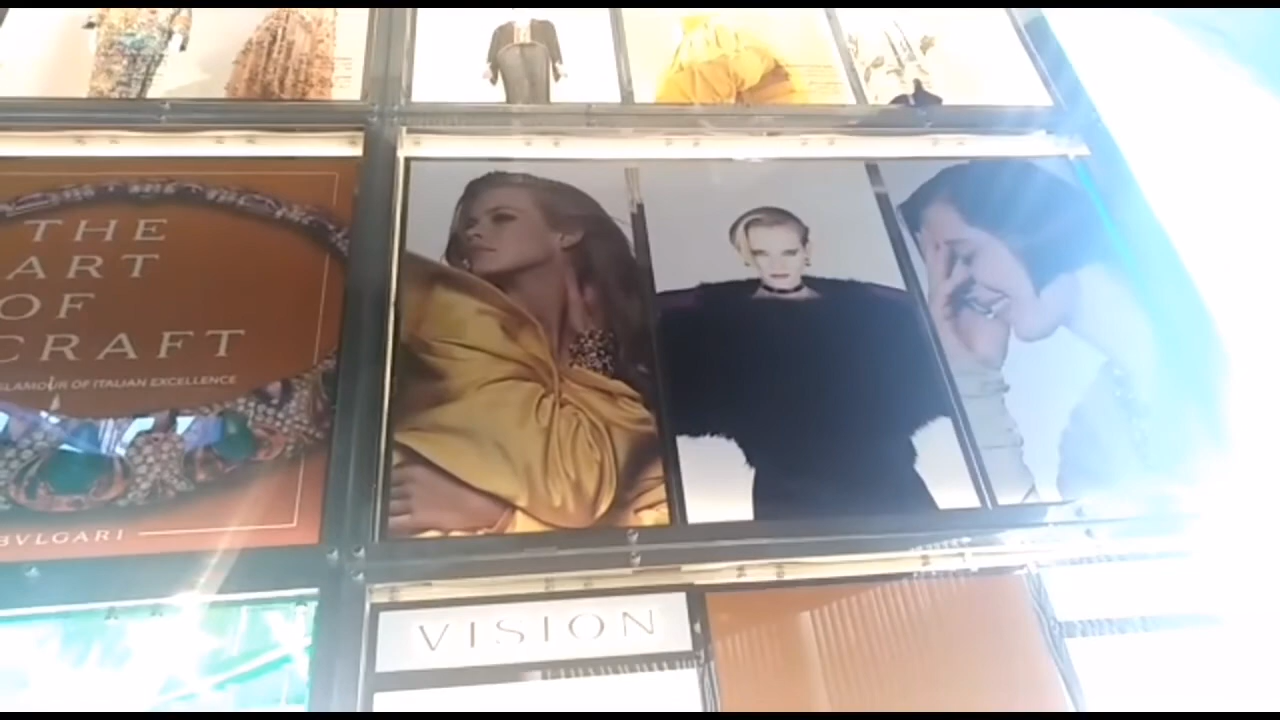 THE
ART
OF
CRAFT
GLAMOUR OF ITALIAN EXCELLENCE
BVLGARI
VISION